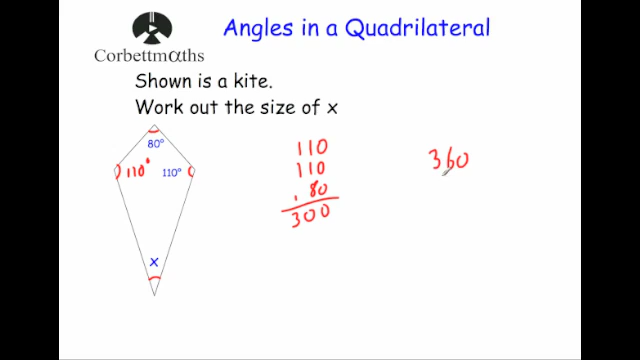 Angles in a Quadrilateral
Corbettmαths
Shown is a kite.
Work out the size of x
80°
110°
110°
x
110
110
80
300
360